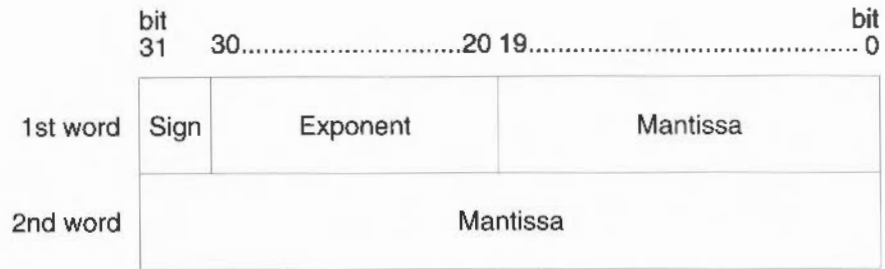 bit bit
31 30..............................20 19............................................ 0
1st word Sign Exponent Mantissa
2nd word Mantissa